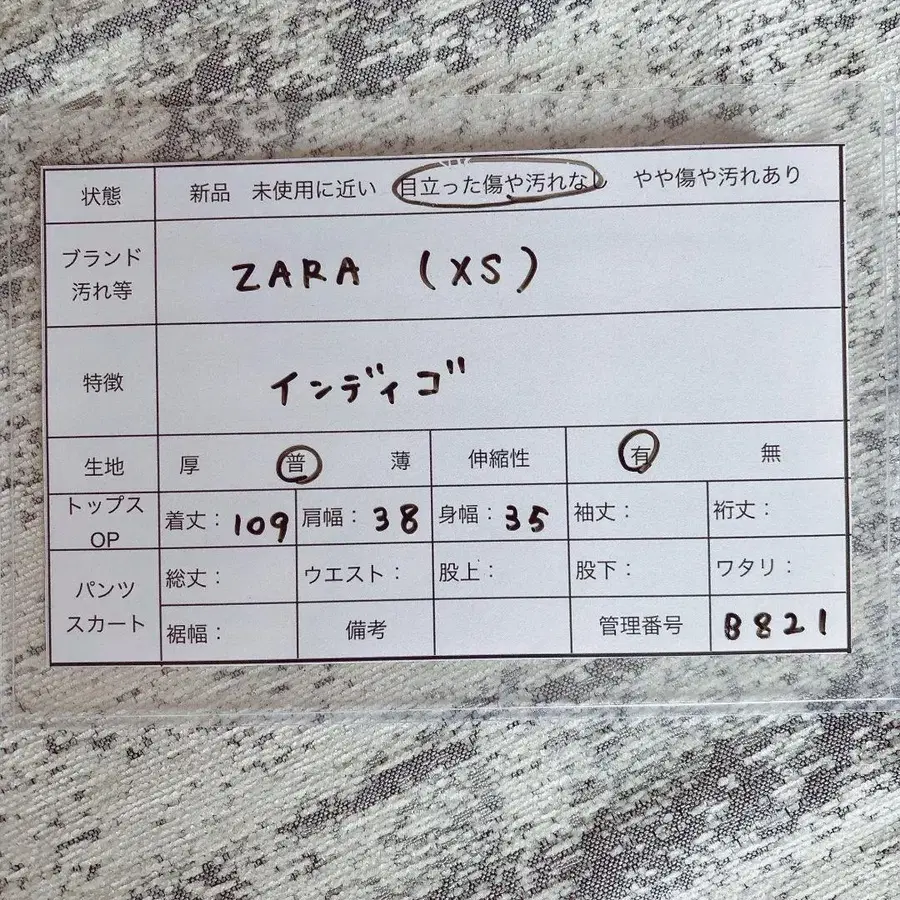 状態 新品 未使用に近い 目立った傷や汚れなし やや傷や汚れあり
ブランド
汚れ等 ZARA (XS)
特徴 インディゴ
生地 厚 普 薄 伸縮性 有 無
トップス
OP 着丈: 109 肩幅: 38 身幅: 35 袖丈: 裄丈:
パンツ
スカート 総丈: ウエスト: 股上: 股下: ワタリ:
裾幅: 備考 管理番号 B821